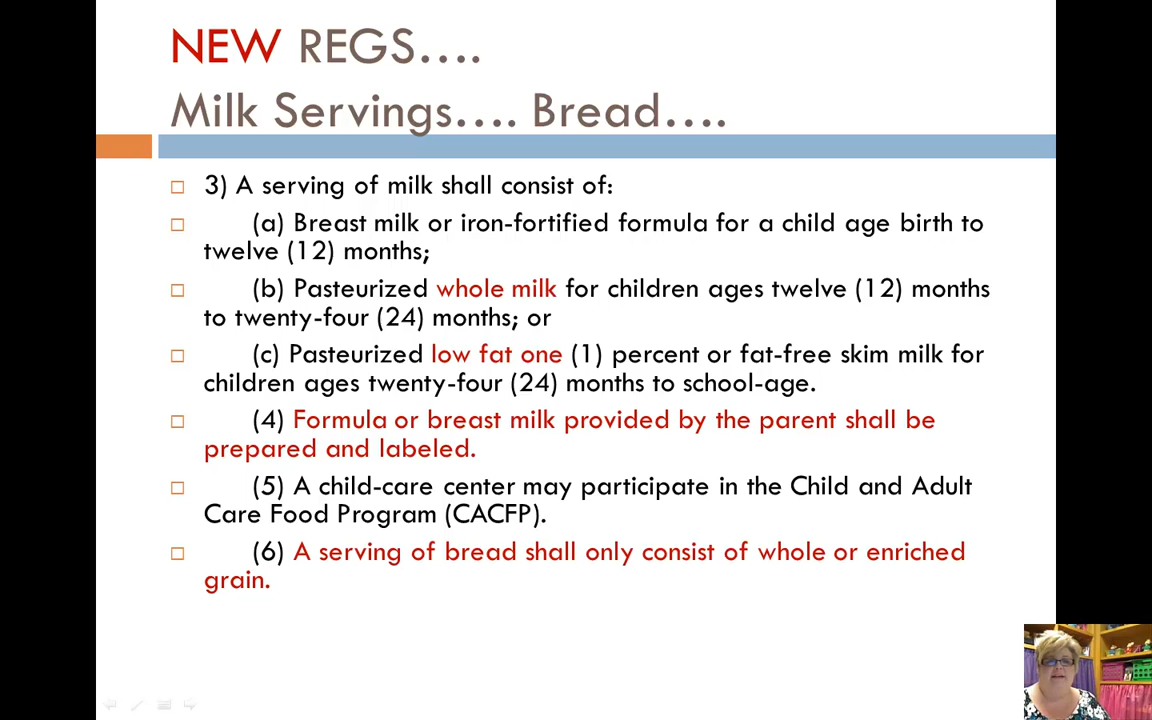 NEW REGS....
Milk Servings.... Bread....
3) A serving of milk shall consist of:
(a) Breast milk or iron-fortified formula for a child age birth to
twelve (12) months;
(b) Pasteurized whole milk for children ages twelve (12) months
to twenty-four (24) months; or
(c) Pasteurized low fat one (1) percent or fat-free skim milk for
children ages twenty-four (24) months to school-age.
(4) Formula or breast milk provided by the parent shall be
prepared and labeled.
(5) A child-care center may participate in the Child and Adult
Care Food Program (CACFP).
(6) A serving of bread shall only consist of whole or enriched
grain.